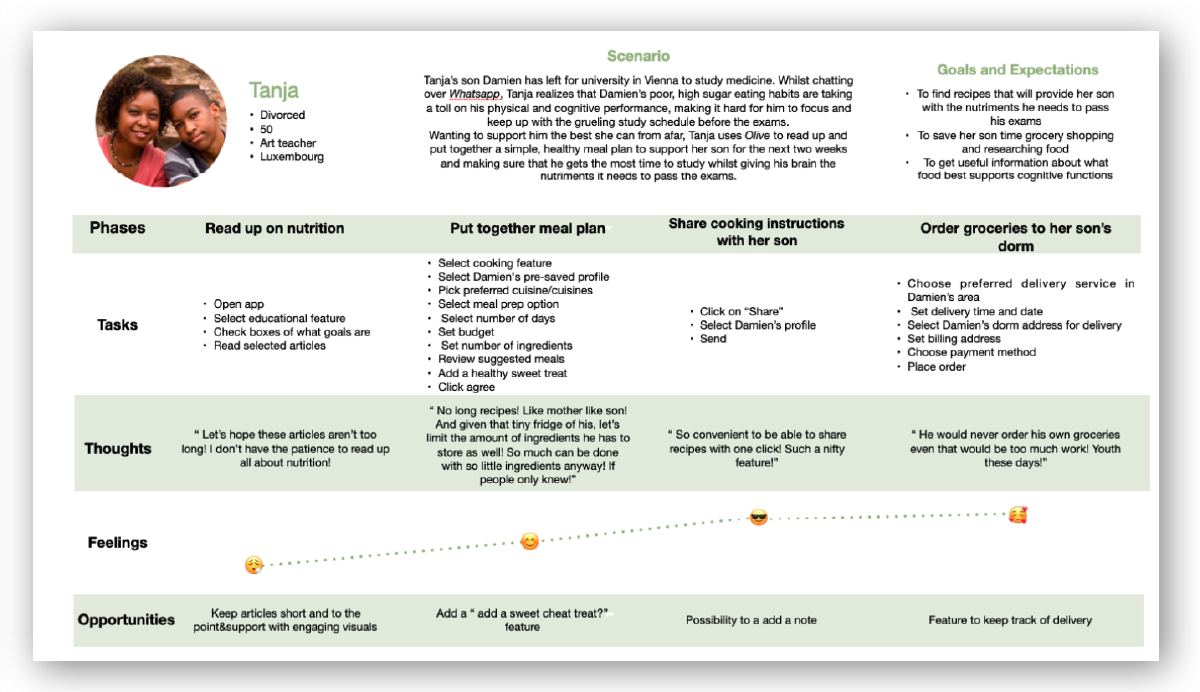 Tanja
• Divorced
• 50
• Art teacher
• Luxembourg
Scenario
Tanja's son Damien has left for university in Vienna to study medicine. Whilst chatting
over Whatsapp, Tanja realizes that Damien's poor, high sugar eating habits are taking
a toll on his physical and cognitive performance, making it hard for him to focus and
keep up with the grueling study schedule before the exams.
Wanting to support him the best she can from afar, Tanja uses Olive to read up and
put together a simple, healthy meal plan to support her son for the next two weeks
and making sure that he gets the most time to study whilst giving his brain the
nutriments it needs to pass the exams.
Goals and Expectations
• To find recipes that will provide her son
with the nutriments he needs to pass
his exams
• To save her son time grocery shopping
and researching food
• To get useful information about what
food best supports cognitive functions
Phases
Read up on nutrition
Put together meal plan
Share cooking instructions
with her son
Order groceries to her son's
dorm
Tasks
• Open app
• Select educational feature
• Check boxes of what goals are
• Read selected articles
• Select cooking feature
• Select Damien's pre-saved profile
• Pick preferred cuisine/cuisines
• Select meal prep option
• Select number of days
• Set budget
• Set number of ingredients
• Review suggested meals
• Add a healthy sweet treat
• Click agree
• Click on "Share"
• Select Damien's profile
• Send
• Choose preferred delivery service in
Damien's area
• Set delivery time and date
• Select Damien's dorm address for delivery
• Set billing address
• Choose payment method
• Place order
Thoughts
" Let's hope these articles aren't too
long! I don't have the patience to read up
all about nutrition!
" No long recipes! Like mother like son!
And given that tiny fridge of his, let's
limit the amount of ingredients he has to
store as well! So much can be done
with so little ingredients anyway! If
people only knew!"
" So convenient to be able to share
recipes with one click! Such a nifty
feature!"
" He would never order his own groceries
even that would be too much work! Youth
these days!"
Feelings
Opportunities
Keep articles short and to the
point&support with engaging visuals
Add a " add a sweet cheat treat?"
feature
Possibility to a add a note
Feature to keep track of delivery